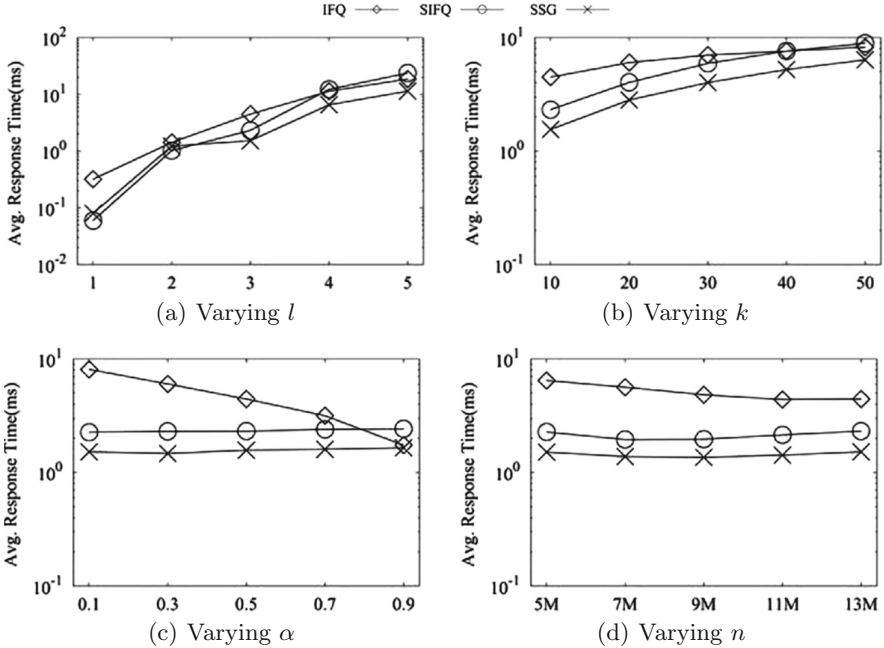 IFQ SIFQ SSG
Avg. Response Time(ms)
10^2
10^1
10^0
10^-1
10^-2
1 2 3 4 5
(a) Varying l
Avg. Response Time(ms)
10^1
10^0
10^-1
10 20 30 40 50
(b) Varying k
Avg. Response Time(ms)
10^1
10^0
10^-1
0.1 0.3 0.5 0.7 0.9
(c) Varying α
Avg. Response Time(ms)
10^1
10^0
10^-1
5M 7M 9M 11M 13M
(d) Varying n